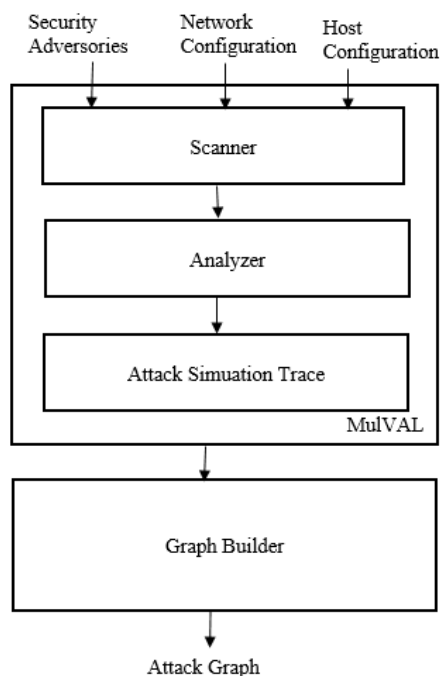 Security
Adversories
Network
Configuration
Host
Configuration
Scanner
Analyzer
Attack Simuation Trace
MulVAL
Graph Builder
Attack Graph